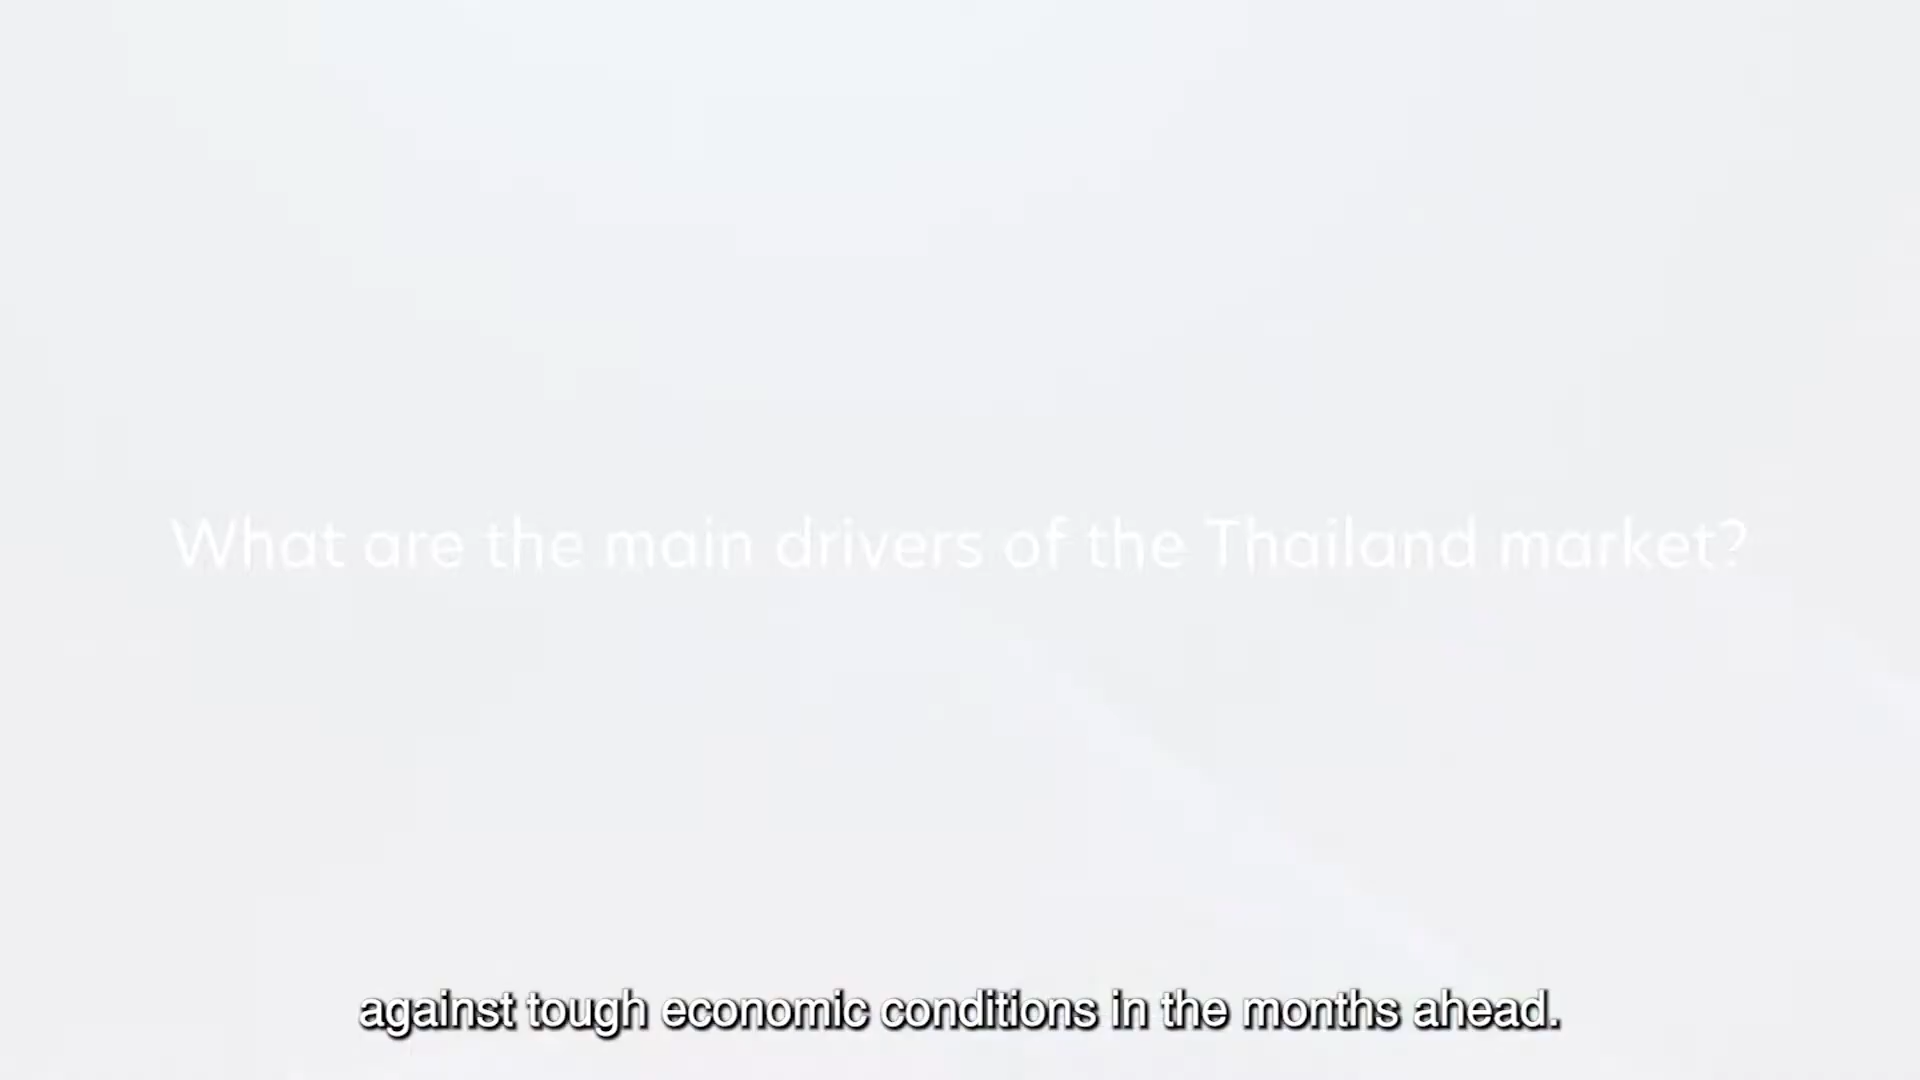 What are the main drivers of the Thailand market?
against tough economic conditions in the months ahead.